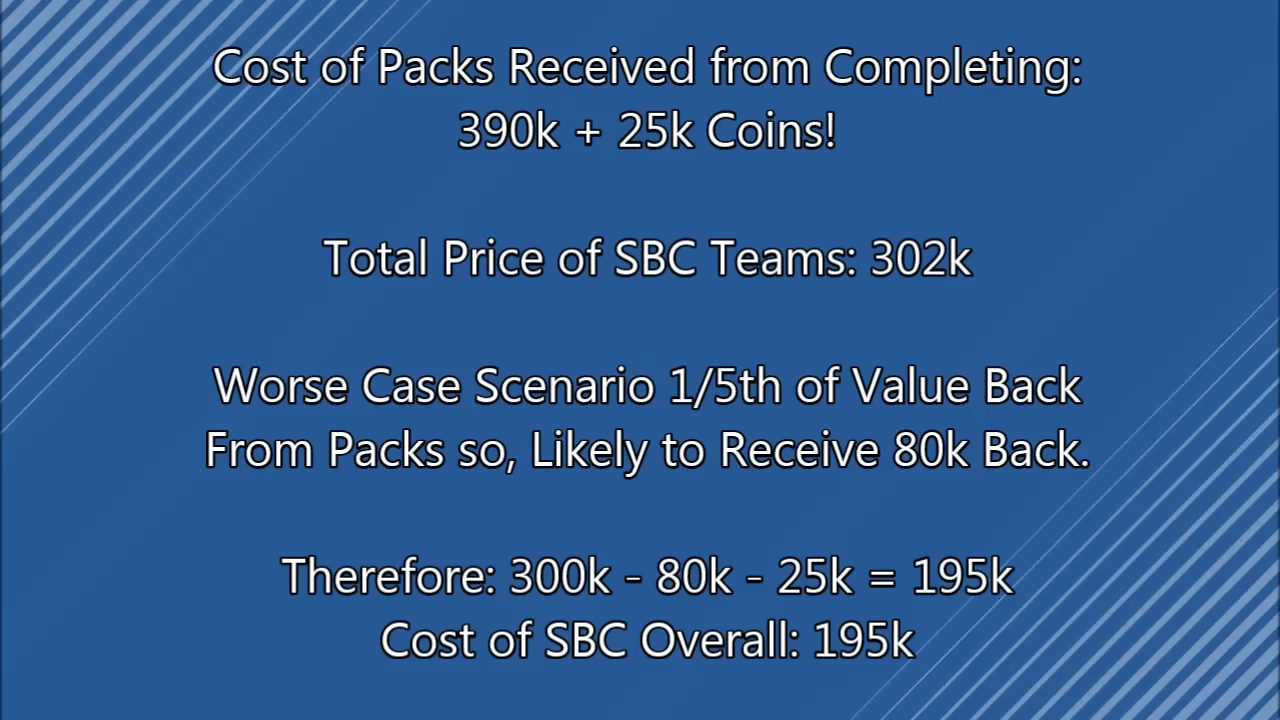 Cost of Packs Received from Completing:
390k + 25k Coins!
Total Price of SBC Teams: 302k
Worse Case Scenario 1/5th of Value Back
From Packs so, Likely to Receive 80k Back.
Therefore: 300k - 80k - 25k = 195k
Cost of SBC Overall: 195k